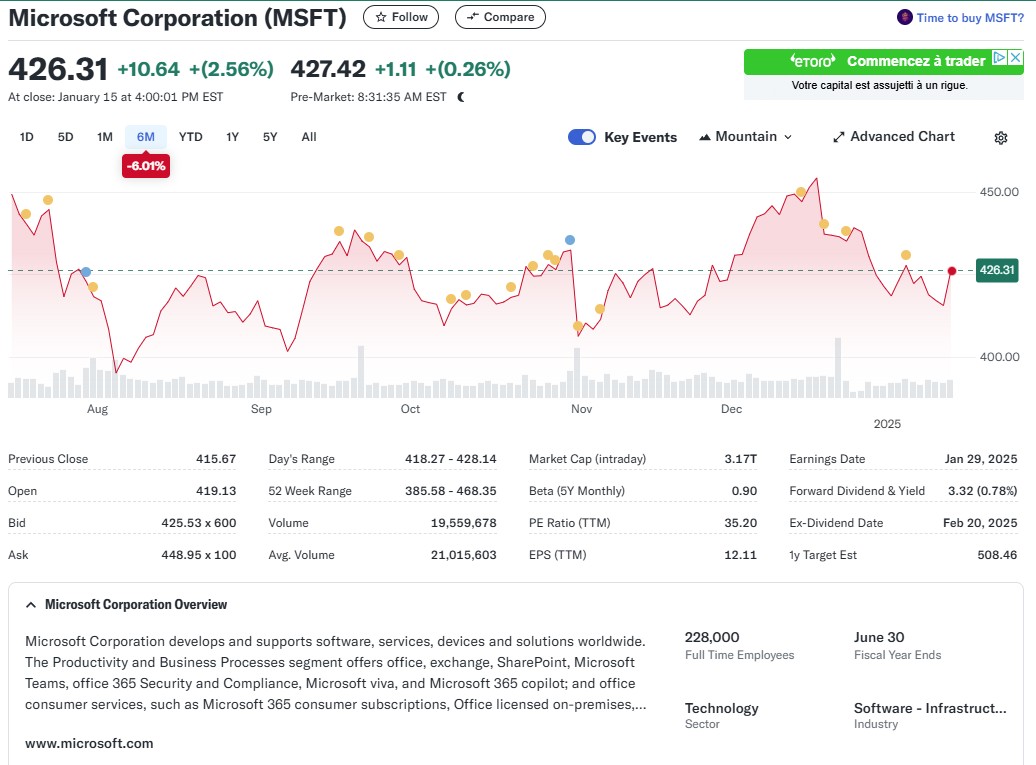 Microsoft Corporation (MSFT) Follow Compare Time to buy MSFT?
426.31 +10.64 +(2.56%) 427.42 +1.11 +(0.26%)
At close: January 15 at 4:00:01 PM EST Pre-Market: 8:31:35 AM EST
eTORO Commencez à trader
Votre capital est assujetti à un rigue.
1D 5D 1M 6M YTD 1Y 5Y All Key Events Mountain Advanced Chart
-6.01%
450.00
426.31
400.00
Aug Sep Oct Nov Dec
2025
Previous Close 415.67 Day's Range 418.27 - 428.14 Market Cap (intraday) 3.17T Earnings Date Jan 29, 2025
Open 419.13 52 Week Range 385.58 - 468.35 Beta (5Y Monthly) 0.90 Forward Dividend & Yield 3.32 (0.78%)
Bid 425.53 x 600 Volume 19,559,678 PE Ratio (TTM) 35.20 Ex-Dividend Date Feb 20, 2025
Ask 448.95 x 100 Avg. Volume 21,015,603 EPS (TTM) 12.11 1y Target Est 508.46
Microsoft Corporation Overview
Microsoft Corporation develops and supports software, services, devices and solutions worldwide.
The Productivity and Business Processes segment offers office, exchange, SharePoint, Microsoft
Teams, office 365 Security and Compliance, Microsoft viva, and Microsoft 365 copilot; and office
consumer services, such as Microsoft 365 consumer subscriptions, Office licensed on-premises,...
www.microsoft.com
228,000 June 30
Full Time Employees Fiscal Year Ends
Technology Software - Infrastruct...
Sector Industry